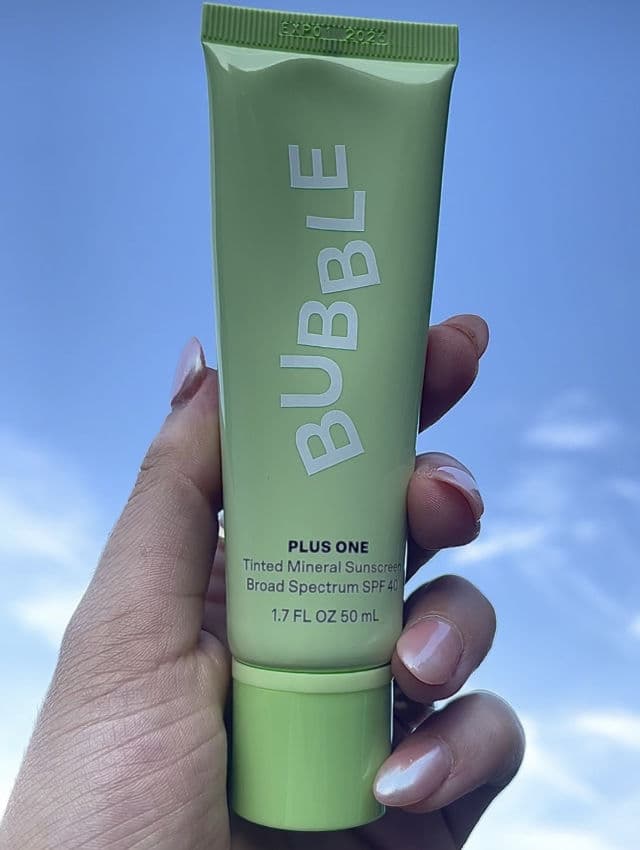 BUBBLE
PLUS ONE
Tinted Mineral Sunscreen
Broad Spectrum SPF 40
1.7 FL OZ 50 mL